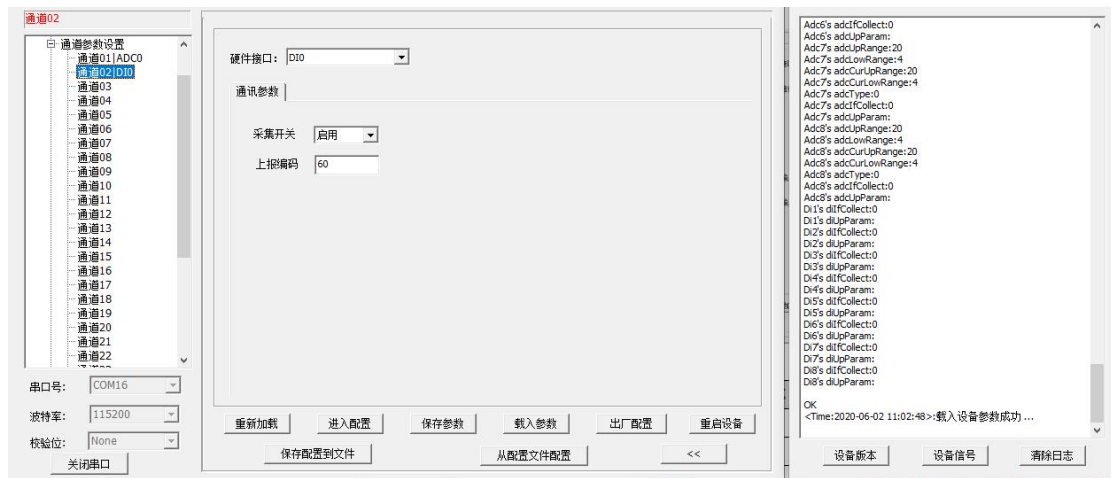 通道02
通道参数设置
通道01|ADC0
通道02|DI0
通道03
通道04
通道05
通道06
通道07
通道08
通道09
通道10
通道11
通道12
通道13
通道14
通道15
通道16
通道17
通道18
通道19
通道20
通道21
通道22
串口号: COM16
波特率: 115200
校验位: None
关闭串口
硬件接口: DI0
通讯参数
采集开关 启用
上报编码 60
重新加载 进入配置 保存参数 载入参数 出厂配置 重启设备
保存配置到文件 从配置文件配置 <<
Adc6's adcIfCollect:0
Adc6's adcUpParam:
Adc7's adcUpRange:20
Adc7's adcLowRange:4
Adc7's adcCurUpRange:20
Adc7's adcCurLowRange:4
Adc7's adcType:0
Adc7's adcIfCollect:0
Adc7's adcUpParam:
Adc8's adcUpRange:20
Adc8's adcLowRange:4
Adc8's adcCurUpRange:20
Adc8's adcCurLowRange:4
Adc8's adcType:0
Adc8's adcIfCollect:0
Adc8's adcUpParam:
Di1's diIfCollect:0
Di1's diUpParam:
Di2's diIfCollect:0
Di2's diUpParam:
Di3's diIfCollect:0
Di3's diUpParam:
Di4's diIfCollect:0
Di4's diUpParam:
Di5's diIfCollect:0
Di5's diUpParam:
Di6's diIfCollect:0
Di6's diUpParam:
Di7's diIfCollect:0
Di7's diUpParam:
Di8's diIfCollect:0
Di8's diUpParam:
OK
<Time:2020-06-02 11:02:48>:载入设备参数成功 ...
设备版本 设备信号 清除日志